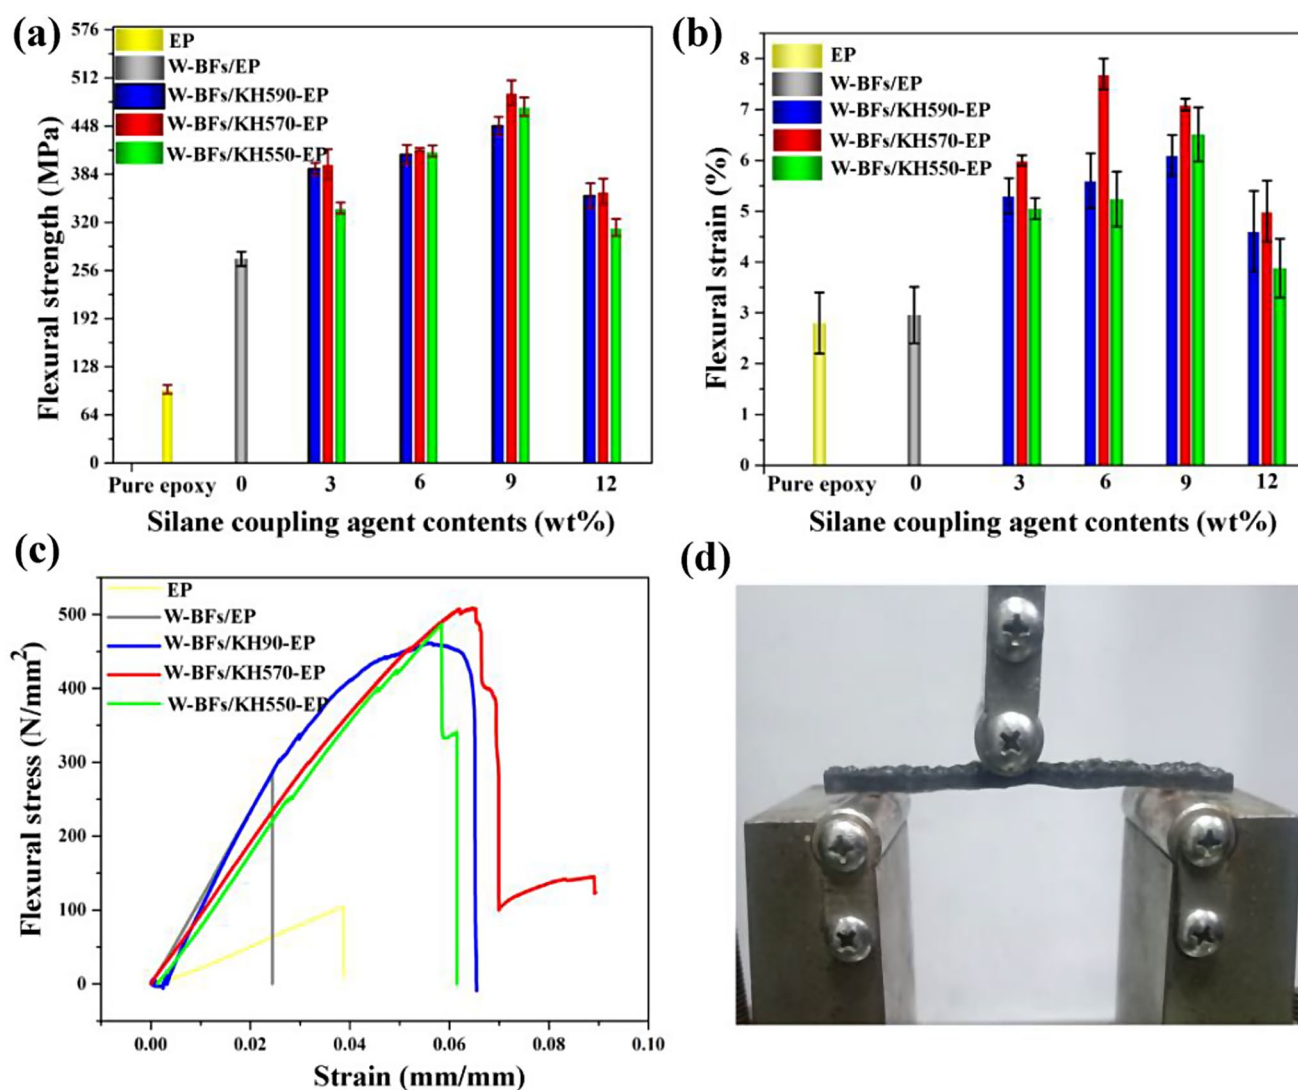 (a)
576
512
448
384
320
256
192
128
64
0
Flexural strength (MPa)
EP
W-BFs/EP
W-BFs/KH590-EP
W-BFs/KH570-EP
W-BFs/KH550-EP
Pure epoxy 0 3 6 9 12
Silane coupling agent contents (wt%)
(b)
8
7
6
5
4
3
2
1
0
Flexural strain (%)
EP
W-BFs/EP
W-BFs/KH590-EP
W-BFs/KH570-EP
W-BFs/KH550-EP
Pure epoxy 0 3 6 9 12
Silane coupling agent contents (wt%)
(c)
500
400
300
200
100
0
Flexural stress (N/mm²)
EP
W-BFs/EP
W-BFs/KH90-EP
W-BFs/KH570-EP
W-BFs/KH550-EP
0.00 0.02 0.04 0.06 0.08 0.10
Strain (mm/mm)
(d)